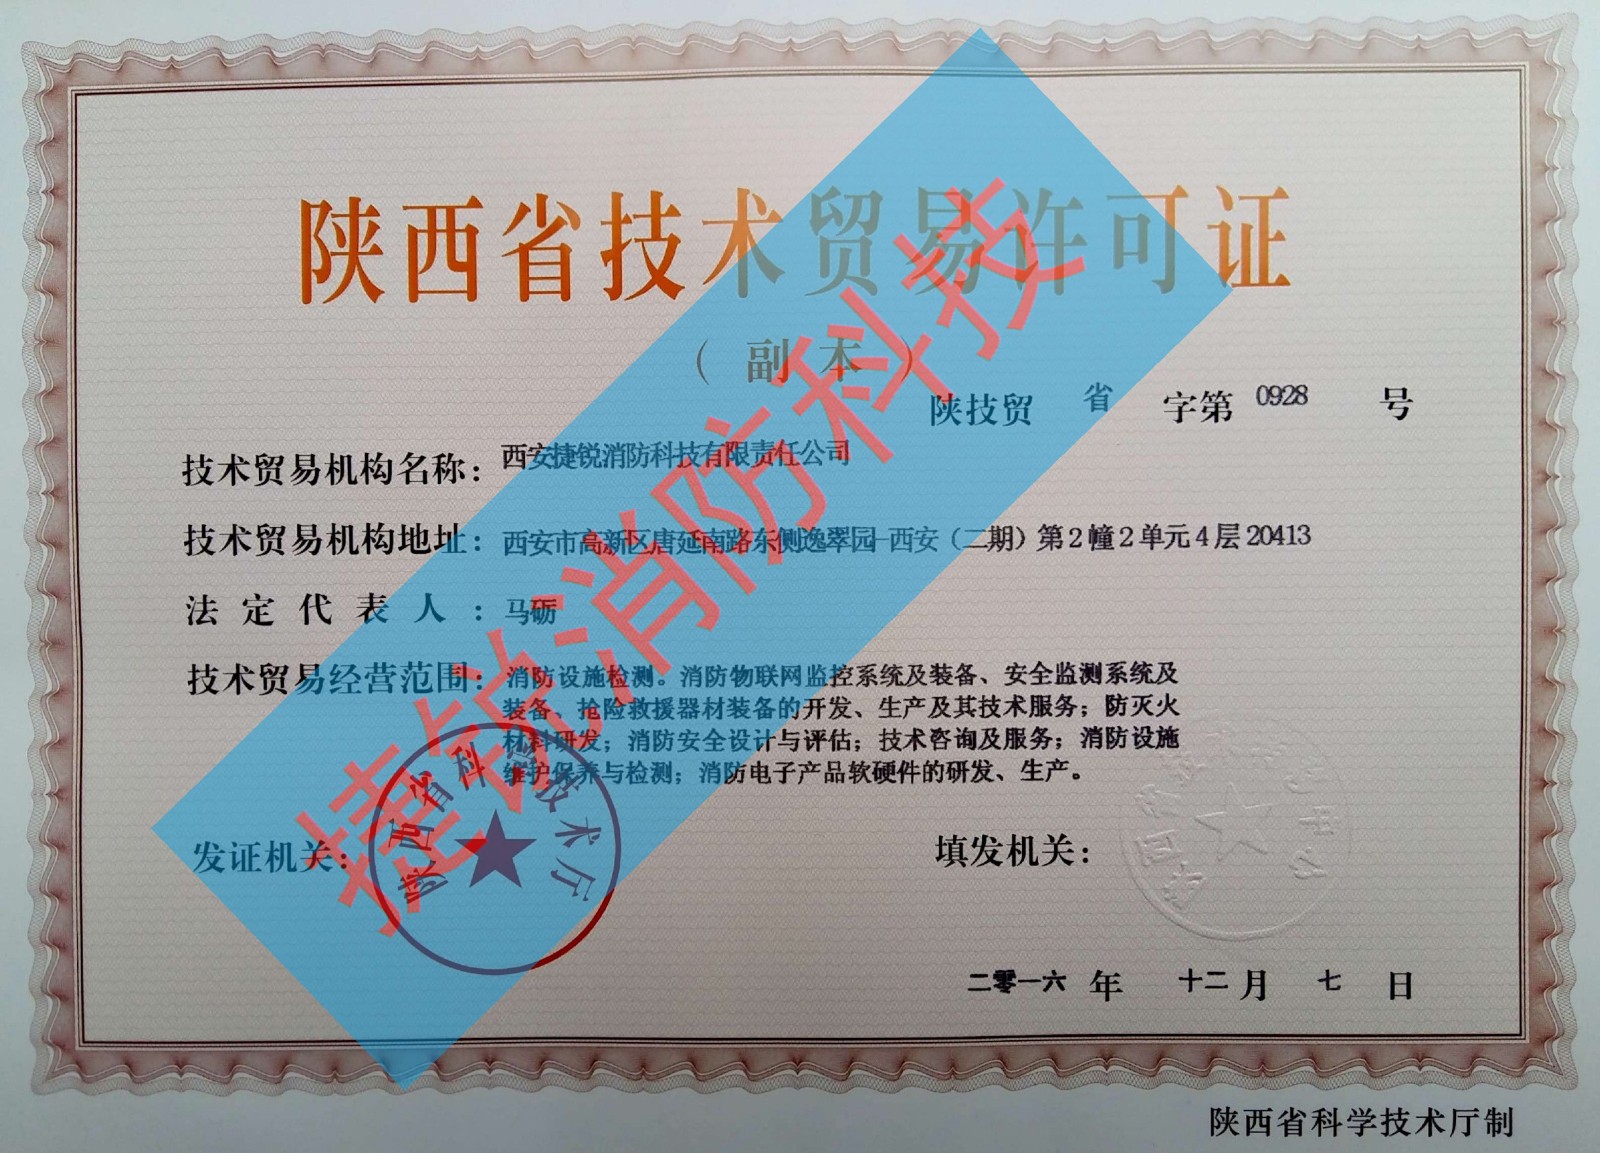 陕西省技术贸易许可证
（副本）
陕技贸 省 字第 0928 号
技术贸易机构名称：西安捷锐消防科技有限责任公司
技术贸易机构地址：西安市高新区唐延南路东侧逸翠园-西安（二期）第2幢2单元4层20413
法定代表人：马砺
技术贸易经营范围：消防设施检测。消防物联网监控系统及装备、安全监测系统及
装备、抢险救援器材装备的开发、生产及其技术服务；防灭火
材料研发；消防安全设计与评估；技术咨询及服务；消防设施
维护保养与检测；消防电子产品软硬件的研发、生产。
发证机关：
陕西省科学技术厅
填发机关：
二零一六 年 十二 月 七 日
陕西省科学技术厅制
捷锐消防科技